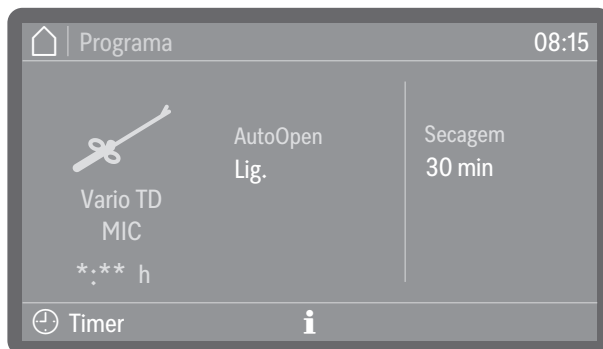 Programa 08:15
AutoOpen
Lig.
Secagem
30 min
Vario TD
MIC
*:** h
Timer i